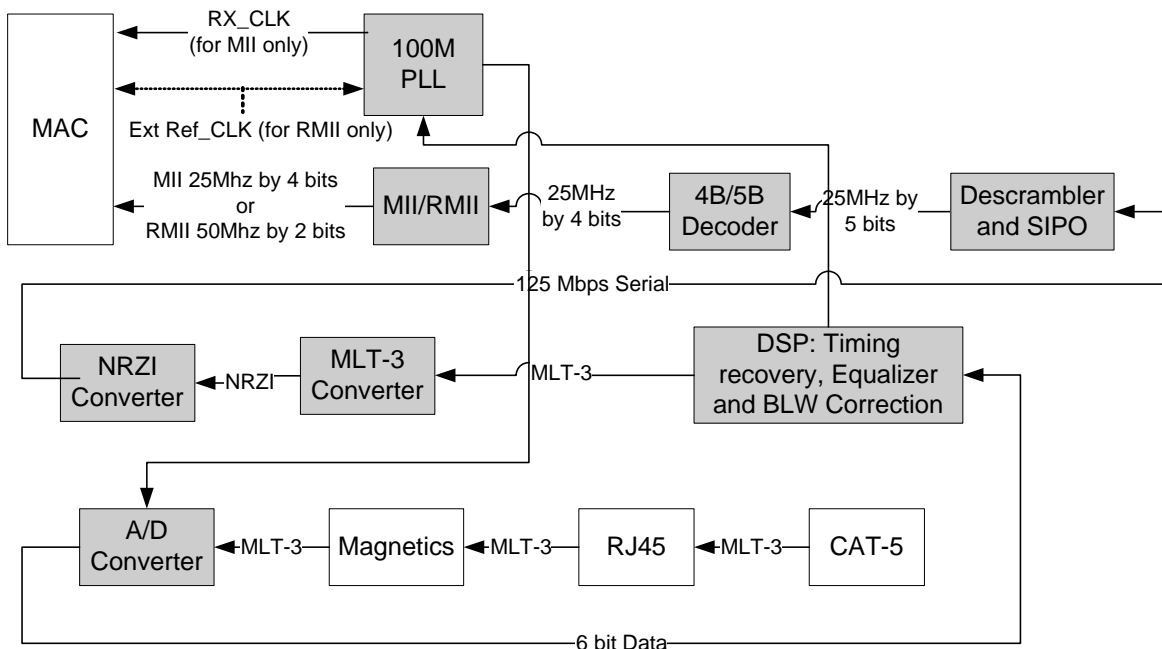 RX_CLK
(for MII only)
100M
PLL
MAC
Ext Ref_CLK (for RMII only)
MII 25Mhz by 4 bits
or
RMII 50Mhz by 2 bits
MII/RMII
25MHz
by 4 bits
4B/5B
Decoder
25MHz by
5 bits
Descrambler
and SIPO
125 Mbps Serial
NRZI
Converter
NRZI
MLT-3
Converter
MLT-3
DSP: Timing
recovery, Equalizer
and BLW Correction
A/D
Converter
MLT-3
Magnetics
MLT-3
RJ45
MLT-3
CAT-5
6 bit Data